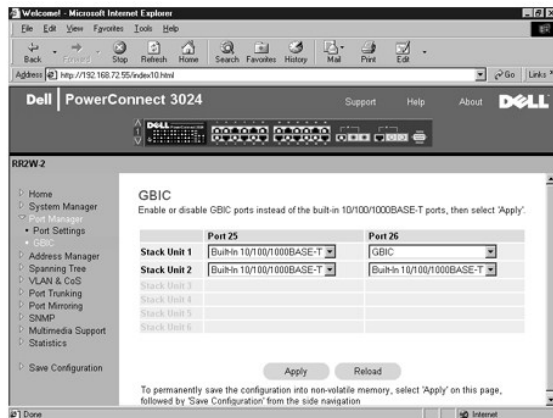 Welcome! - Microsoft Internet Explorer
File Edit View Favorites Tools Help
Back Forward Stop Refresh Home Search Favorites History Mail Print Edit
Address http://192.168.72.55/index10.html Go Links
Dell | PowerConnect 3024 Support Help About DELL
DELL
RR2W-2
Home
System Manager
Port Manager
Port Settings
GBIC
Address Manager
Spanning Tree
VLAN & CoS
Port Trunking
Port Mirroring
SNMP
Multimedia Support
Statistics
Save Configuration
GBIC
Enable or disable GBIC ports instead of the built-in 10/100/1000BASE-T ports, then select 'Apply'.
Port 25 Port 26
Stack Unit 1 Built-In 10/100/1000BASE-T GBIC
Stack Unit 2 Built-In 10/100/1000BASE-T Built-In 10/100/1000BASE-T
Stack Unit 3
Stack Unit 4
Stack Unit 5
Stack Unit 6
Apply Reload
To permanently save the configuration into non-volatile memory, select 'Apply' on this page,
followed by 'Save Configuration' from the side navigation
Done Internet